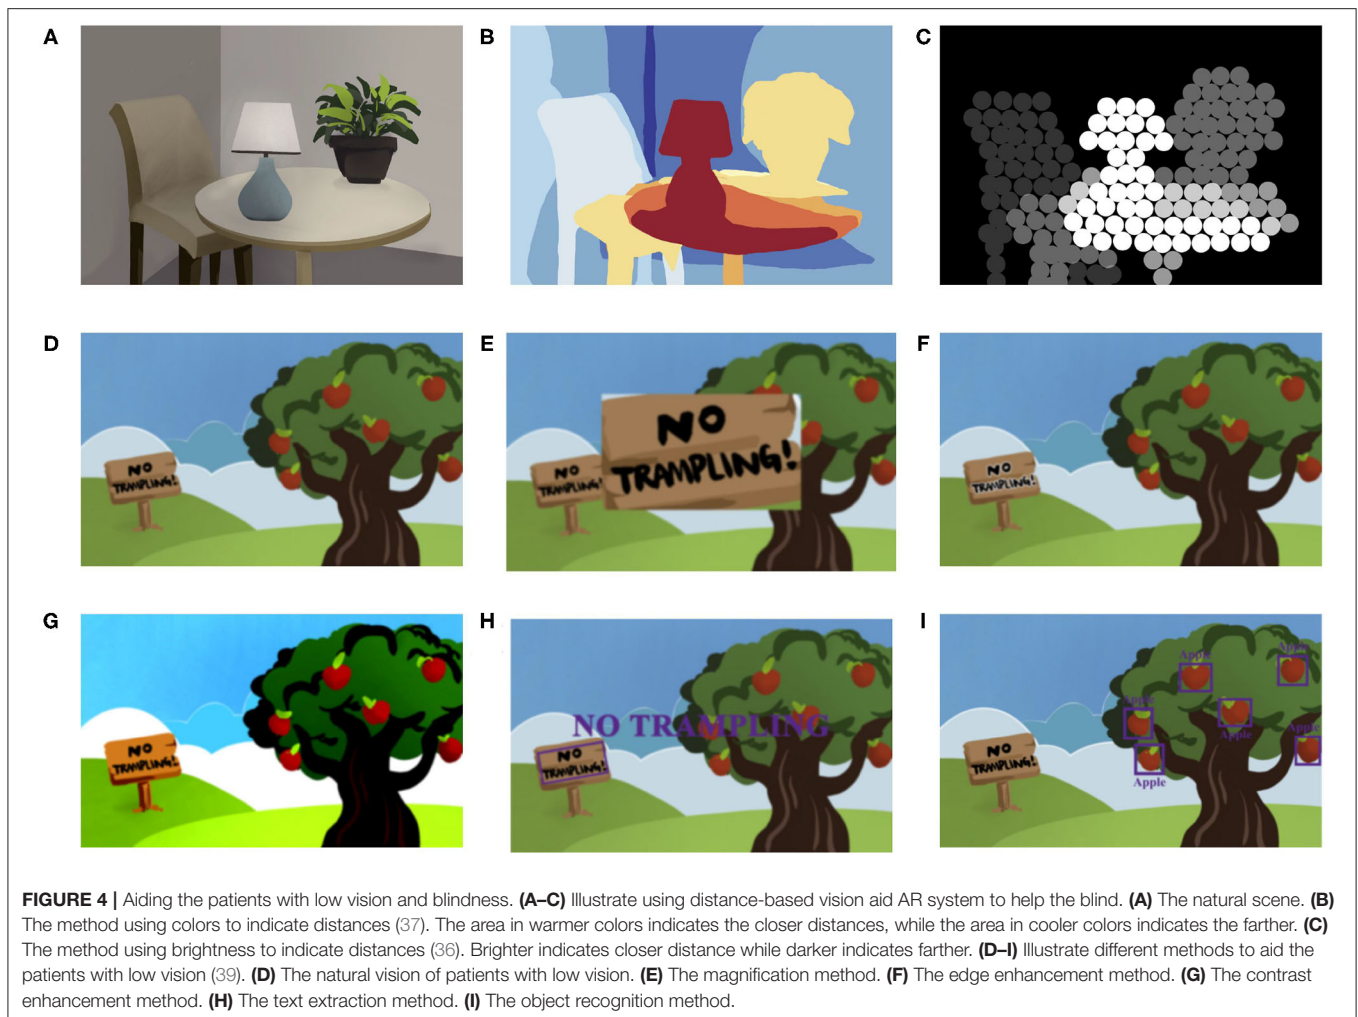 A
B
C
D
E
F
NO
TRAMPLING!
NO
TRAMPLING!
NO
TRAMPLING!
NO
TRAMPLING!
G
H
I
NO
TRAMPLING!
NO TRAMPLING
NO
TRAMPLING!
Apple
Apple
Apple
Apple
Apple
Apple
NO
TRAMPLING!
FIGURE 4 | Aiding the patients with low vision and blindness. (A–C) Illustrate using distance-based vision aid AR system to help the blind. (A) The natural scene. (B)
The method using colors to indicate distances (37). The area in warmer colors indicates the closer distances, while the area in cooler colors indicates the farther. (C)
The method using brightness to indicate distances (36). Brighter indicates closer distance while darker indicates farther. (D–I) Illustrate different methods to aid the
patients with low vision (39). (D) The natural vision of patients with low vision. (E) The magnification method. (F) The edge enhancement method. (G) The contrast
enhancement method. (H) The text extraction method. (I) The object recognition method.